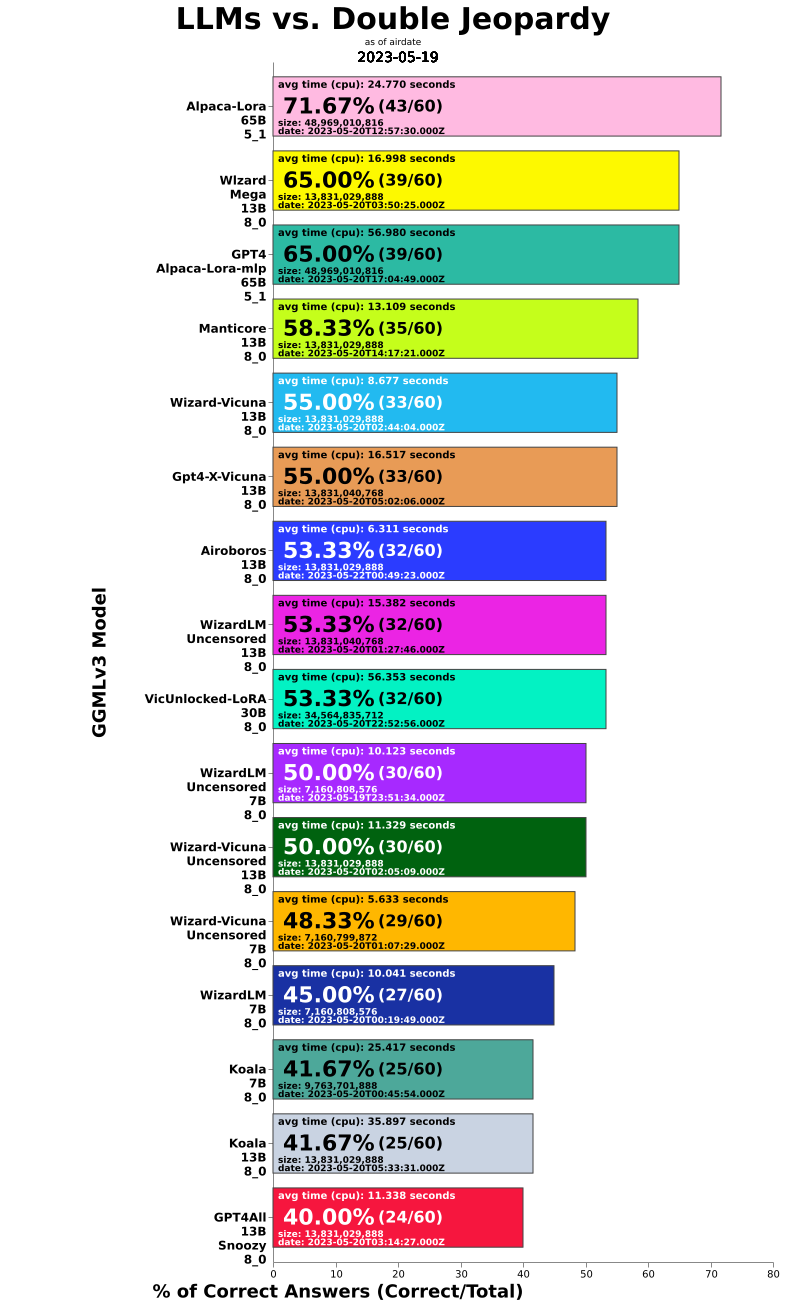 LLMs vs. Double Jeopardy
as of airdate
2023-05-19
GGMLv3 Model
Alpaca-Lora
65B
5_1
avg time (cpu): 24.770 seconds
71.67% (43/60)
size: 48,969,010,816
date: 2023-05-20T12:57:30.000Z
WIzard
Mega
13B
8_0
avg time (cpu): 16.998 seconds
65.00% (39/60)
size: 13,831,029,888
date: 2023-05-20T03:50:25.000Z
GPT4
Alpaca-Lora-mlp
65B
5_1
avg time (cpu): 56.980 seconds
65.00% (39/60)
size: 48,969,010,816
date: 2023-05-20T17:04:49.000Z
Manticore
13B
8_0
avg time (cpu): 13.109 seconds
58.33% (35/60)
size: 13,831,029,888
date: 2023-05-20T14:17:21.000Z
Wizard-Vicuna
13B
8_0
avg time (cpu): 8.677 seconds
55.00% (33/60)
size: 13,831,029,888
date: 2023-05-20T02:44:04.000Z
Gpt4-X-Vicuna
13B
8_0
avg time (cpu): 16.517 seconds
55.00% (33/60)
size: 13,831,040,768
date: 2023-05-20T05:02:06.000Z
Airoboros
13B
8_0
avg time (cpu): 6.311 seconds
53.33% (32/60)
size: 13,831,029,888
date: 2023-05-22T00:49:23.000Z
WizardLM
Uncensored
13B
8_0
avg time (cpu): 15.382 seconds
53.33% (32/60)
size: 13,831,040,768
date: 2023-05-20T01:27:46.000Z
VicUnlocked-LoRA
30B
8_0
avg time (cpu): 56.353 seconds
53.33% (32/60)
size: 34,564,835,712
date: 2023-05-20T22:52:56.000Z
WizardLM
Uncensored
7B
8_0
avg time (cpu): 10.123 seconds
50.00% (30/60)
size: 7,160,808,576
date: 2023-05-19T23:51:34.000Z
Wizard-Vicuna
Uncensored
13B
8_0
avg time (cpu): 11.329 seconds
50.00% (30/60)
size: 13,831,029,888
date: 2023-05-20T02:05:09.000Z
Wizard-Vicuna
Uncensored
7B
8_0
avg time (cpu): 5.633 seconds
48.33% (29/60)
size: 7,160,799,872
date: 2023-05-20T01:07:29.000Z
WizardLM
7B
8_0
avg time (cpu): 10.041 seconds
45.00% (27/60)
size: 7,160,808,576
date: 2023-05-20T00:19:49.000Z
Koala
7B
8_0
avg time (cpu): 25.417 seconds
41.67% (25/60)
size: 9,763,701,888
date: 2023-05-20T00:45:54.000Z
Koala
13B
8_0
avg time (cpu): 35.897 seconds
41.67% (25/60)
size: 13,831,029,888
date: 2023-05-20T05:33:31.000Z
GPT4All
13B
Snoozy
8_0
avg time (cpu): 11.338 seconds
40.00% (24/60)
size: 13,831,029,888
date: 2023-05-20T03:14:27.000Z
0 10 20 30 40 50 60 70 80
% of Correct Answers (Correct/Total)